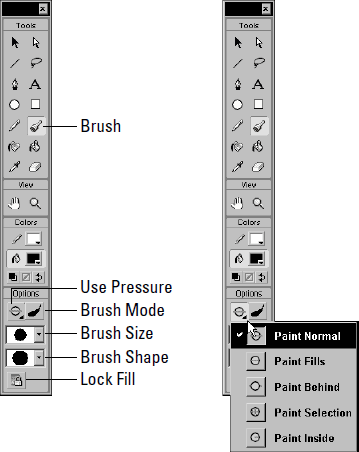 Tools
Brush
View
Colors
Options
Use Pressure
Brush Mode
Brush Size
Brush Shape
Lock Fill
Tools
View
Colors
Options
Paint Normal
Paint Fills
Paint Behind
Paint Selection
Paint Inside